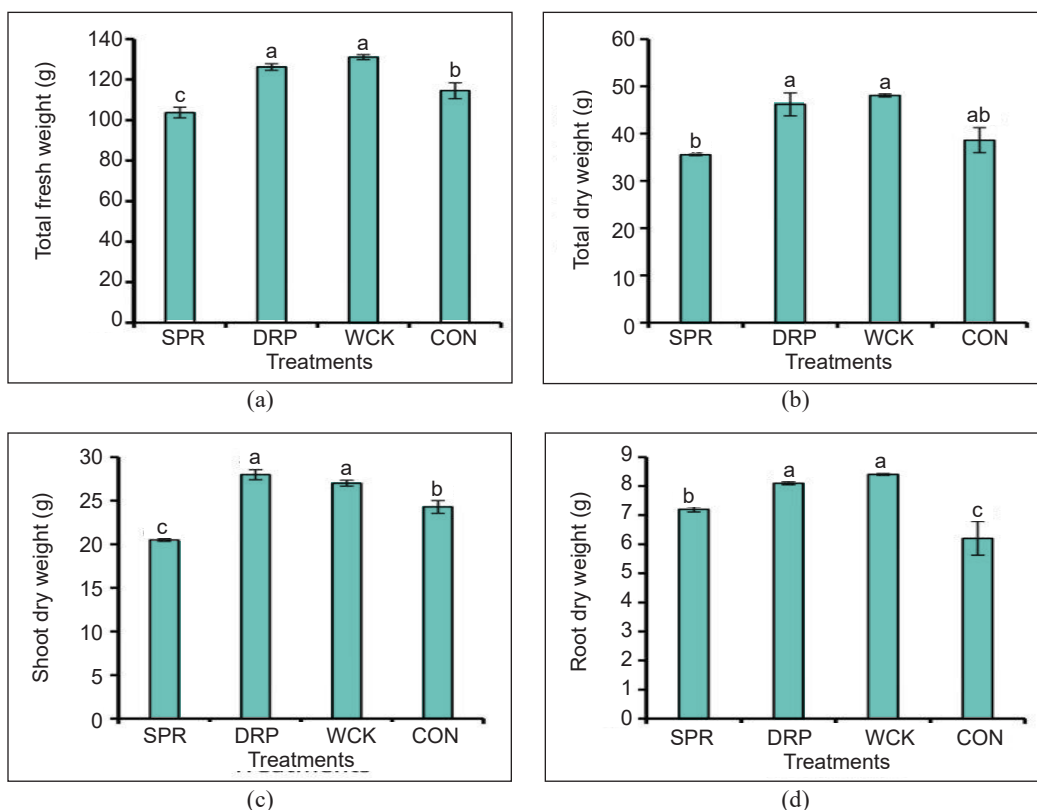 Total fresh weight (g)
140
120
100
80
60
40
20
0
c
a
a
b
SPR DRP WCK CON
Treatments
(a)
Total dry weight (g)
60
50
40
30
20
10
0
b
a
a
ab
SPR DRP WCK CON
Treatments
(b)
Shoot dry weight (g)
30
25
20
15
10
5
0
c
a
a
b
SPR DRP WCK CON
Treatments
(c)
Root dry weight (g)
9
8
7
6
5
4
3
2
1
0
b
a
a
c
SPR DRP WCK CON
Treatments
(d)